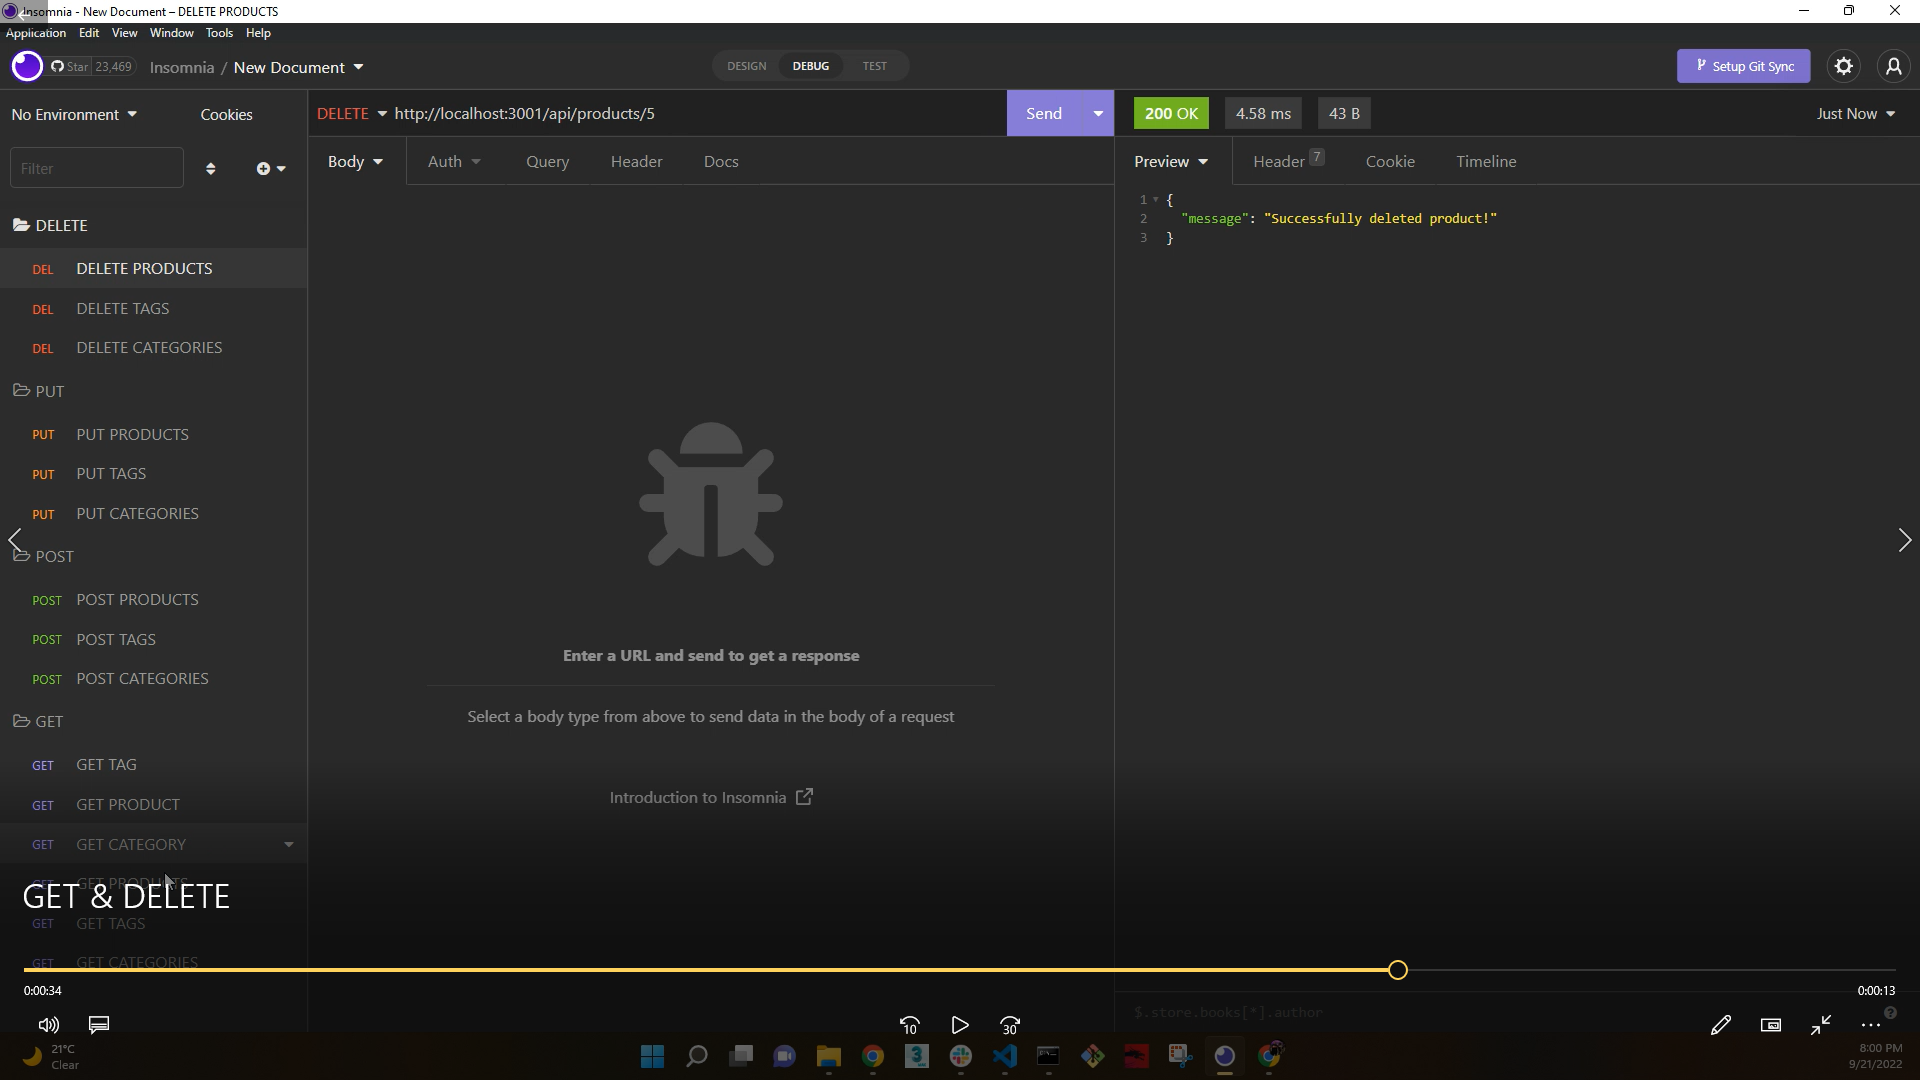 Insomnia - New Document – DELETE PRODUCTS
Application Edit View Window Tools Help
Star 23,469 Insomnia / New Document
DESIGN DEBUG TEST
Setup Git Sync
No Environment Cookies
DELETE http://localhost:3001/api/products/5 Send
200 OK 4.58 ms 43 B Just Now
Filter
Body Auth Query Header Docs
Preview Header 7 Cookie Timeline
1 {
2 "message": "Successfully deleted product!"
3 }
DELETE
DEL DELETE PRODUCTS
DEL DELETE TAGS
DEL DELETE CATEGORIES
PUT
PUT PUT PRODUCTS
PUT PUT TAGS
PUT PUT CATEGORIES
POST
POST POST PRODUCTS
POST POST TAGS
POST POST CATEGORIES
GET
GET GET TAG
GET GET PRODUCT
GET GET CATEGORY
GET GET PRODUCTS
GET & DELETE
GET GET TAGS
GET GET CATEGORIES
Enter a URL and send to get a response
Select a body type from above to send data in the body of a request
Introduction to Insomnia
0:00:34
0:00:13
$.store.books[*].author
10 30
21°C
Clear
8:00 PM
9/21/2022